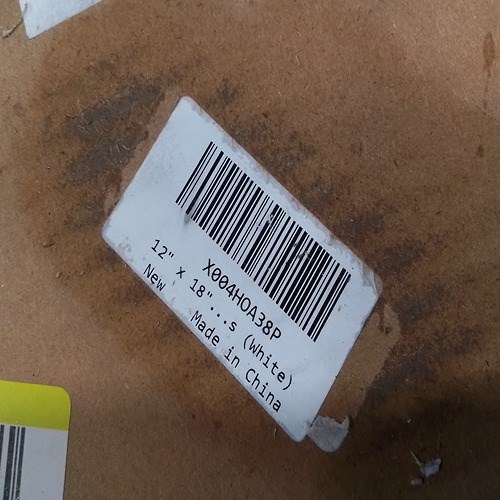 X004HOA38P
12" x 18"...s (White)
New Made in China